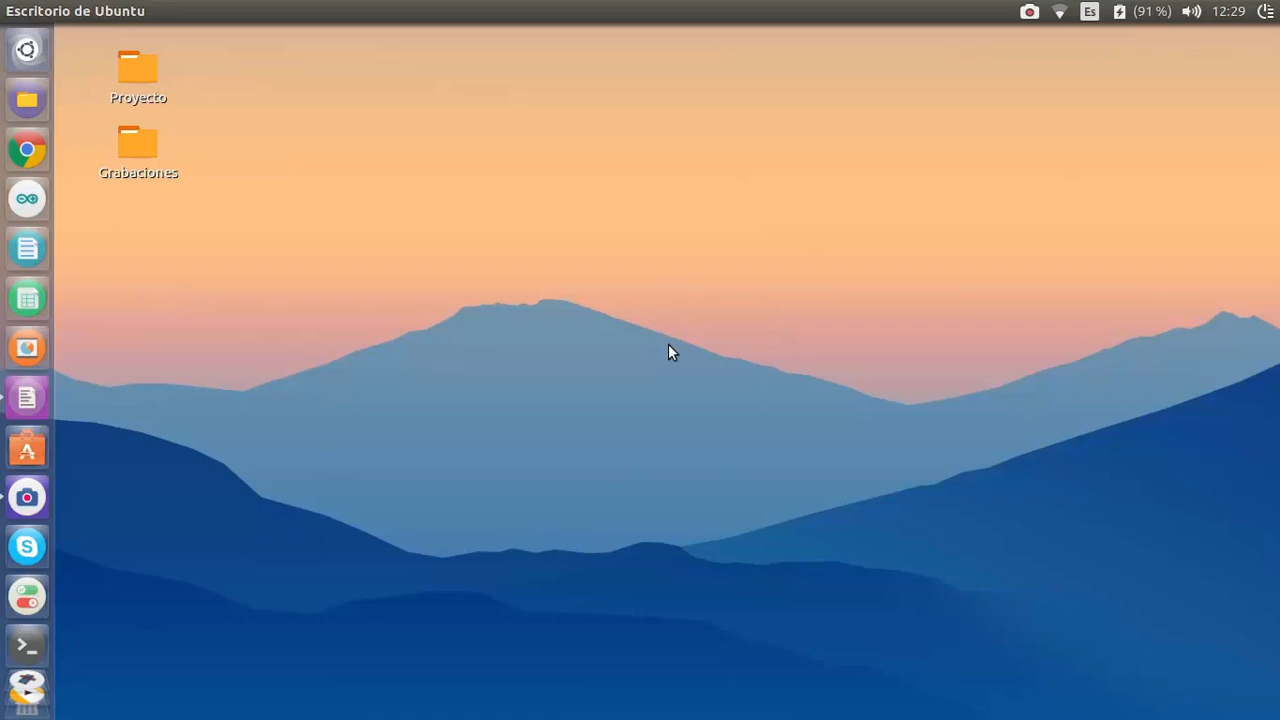 Escritorio de Ubuntu
Es
(91 %)
12:29
Proyecto
Grabaciones